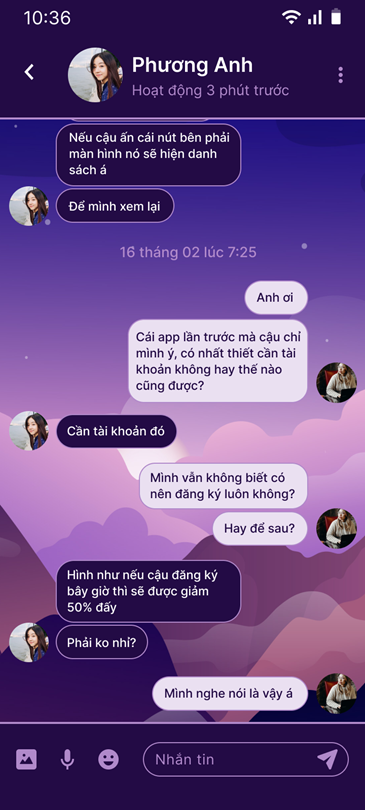 10:36
Phương Anh
Hoạt động 3 phút trước
Nếu cậu ấn cái nút bên phải
màn hình nó sẽ hiện danh
sách á
Để mình xem lại
16 tháng 02 lúc 7:25
Anh ơi
Cái app lần trước mà cậu chỉ
mình ý, có nhất thiết cần tài
khoản không hay thế nào
cũng được?
Cần tài khoản đó
Mình vẫn không biết có
nên đăng ký luôn không?
Hay để sau?
Hình như nếu cậu đăng ký
bây giờ thì sẽ được giảm
50% đấy
Phải ko nhỉ?
Mình nghe nói là vậy á
Nhắn tin